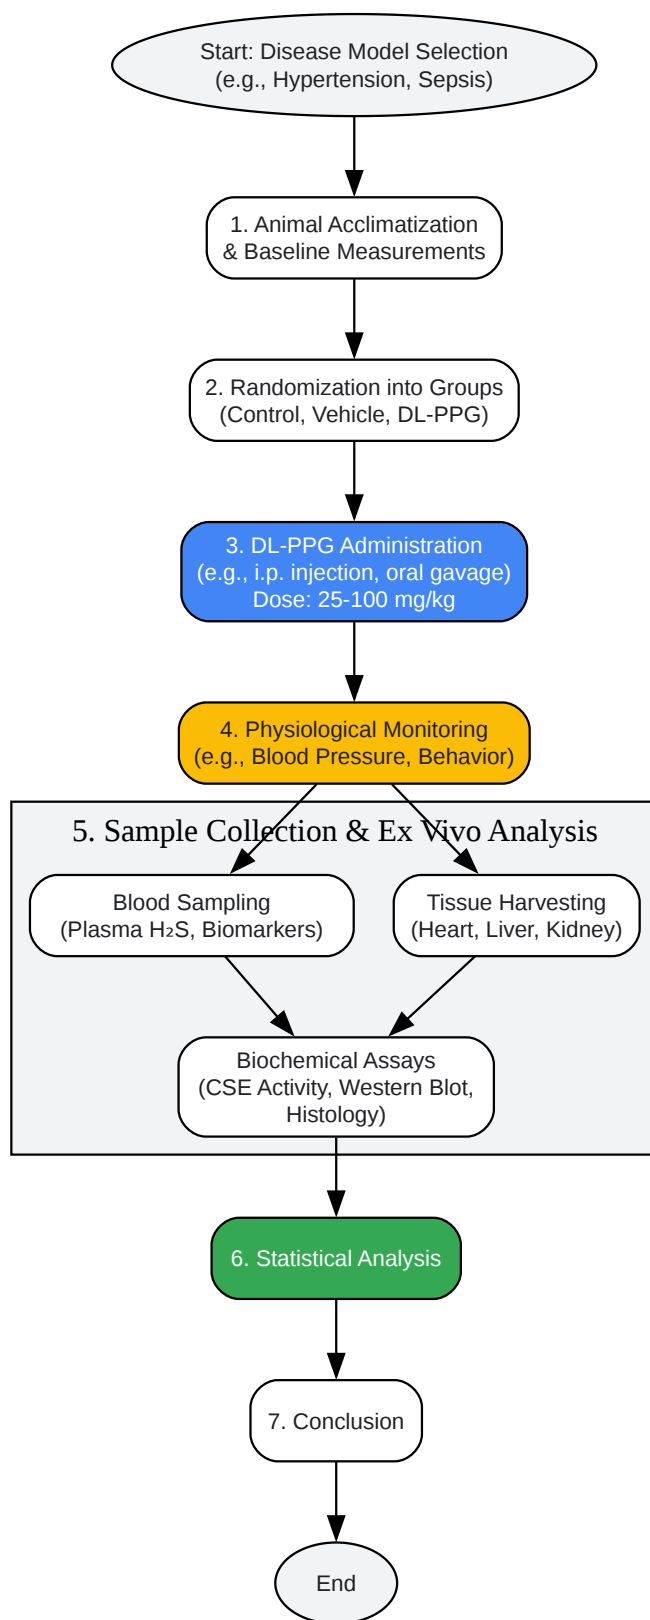 Start: Disease Model Selection
(e.g., Hypertension, Sepsis)
1. Animal Acclimatization
& Baseline Measurements
2. Randomization into Groups
(Control, Vehicle, DL-PPG)
3. DL-PPG Administration
(e.g., i.p. injection, oral gavage)
Dose: 25-100 mg/kg
4. Physiological Monitoring
(e.g., Blood Pressure, Behavior)
5. Sample Collection & Ex Vivo Analysis
Blood Sampling
(Plasma H₂S, Biomarkers)
Tissue Harvesting
(Heart, Liver, Kidney)
Biochemical Assays
(CSE Activity, Western Blot,
Histology)
6. Statistical Analysis
7. Conclusion
End